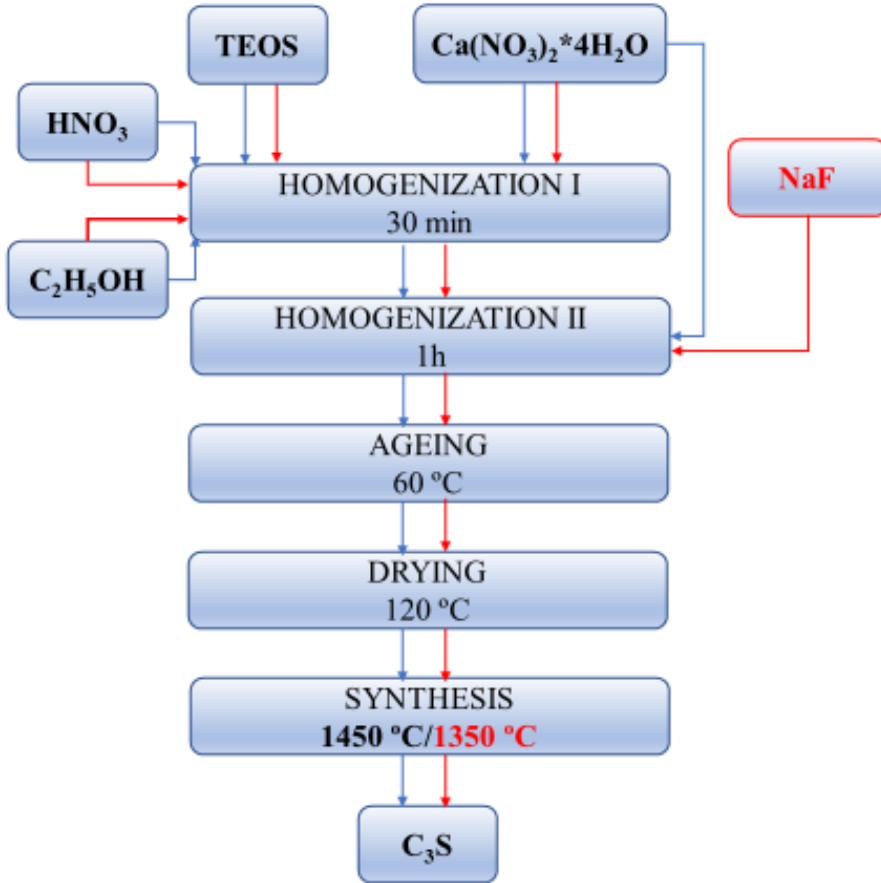 TEOS
Ca(NO₃)₂*4H₂O
HNO₃
NaF
C₂H₅OH
HOMOGENIZATION I
30 min
HOMOGENIZATION II
1h
AGEING
60 ºC
DRYING
120 ºC
SYNTHESIS
1450 ºC/1350 ºC
C₃S